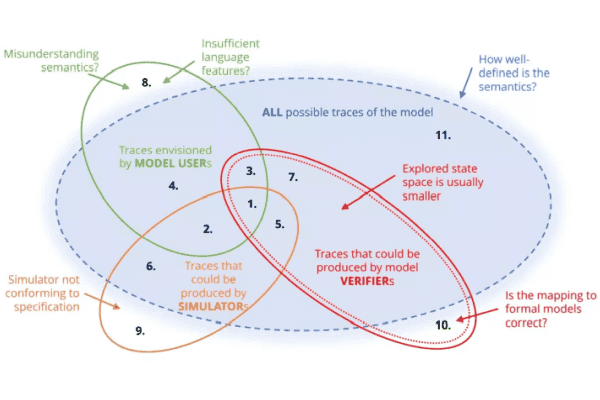 Misunderstanding
semantics?
Insufficient
language
features?
8.
How well-
defined is the
semantics?
ALL possible traces of the model
11.
Traces envisioned
by MODEL USERs
3.
7.
4.
Explored state
space is usually
smaller
1.
2.
5.
6.
Traces that
could be
produced by
SIMULATORs
Traces that could be
produced by model
VERIFIERs
Simulator not
conforming to
specification
9.
10.
Is the mapping to
formal models
correct?